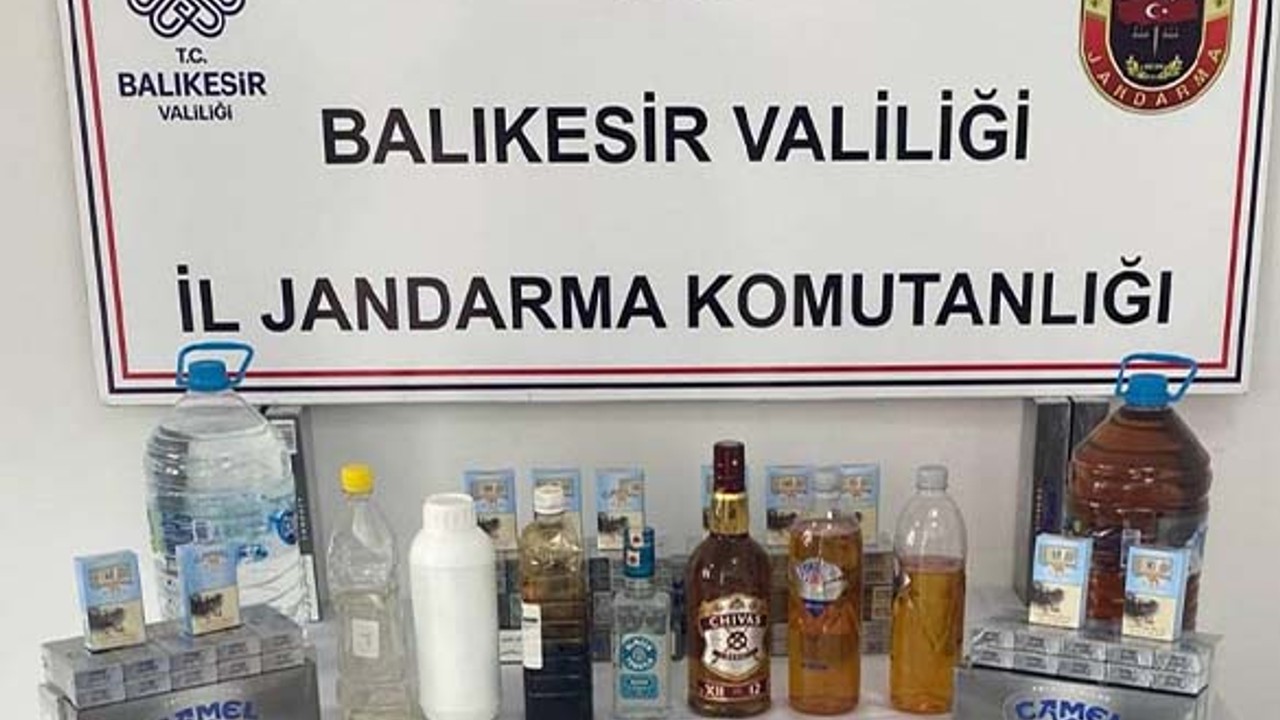 T.C.
BALIKESİR
VALİLİĞİ
JANDARMA
BALIKESİR VALİLİĞİ
İL JANDARMA KOMUTANLIĞI
CHIVAS
XII 12
CAMEL
CAMEL